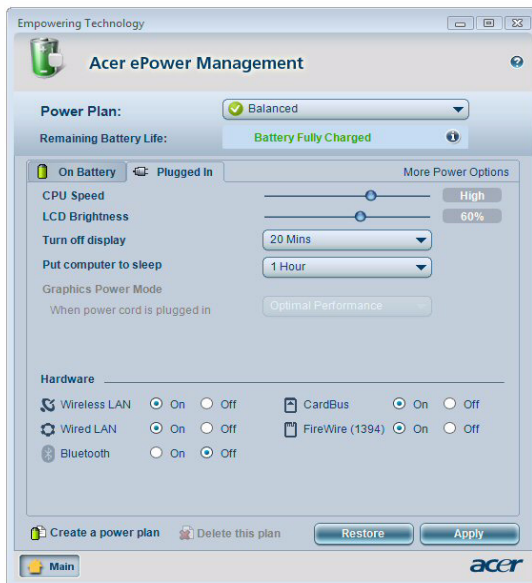 Empowering Technology
Acer ePower Management
Power Plan: Balanced
Remaining Battery Life: Battery Fully Charged
On Battery Plugged In More Power Options
CPU Speed High
LCD Brightness 60%
Turn off display 20 Mins
Put computer to sleep 1 Hour
Graphics Power Mode
When power cord is plugged in Optimal Performance
Hardware
Wireless LAN On Off CardBus On Off
Wired LAN On Off FireWire (1394) On Off
Bluetooth On Off
Create a power plan Delete this plan Restore Apply
Main acer